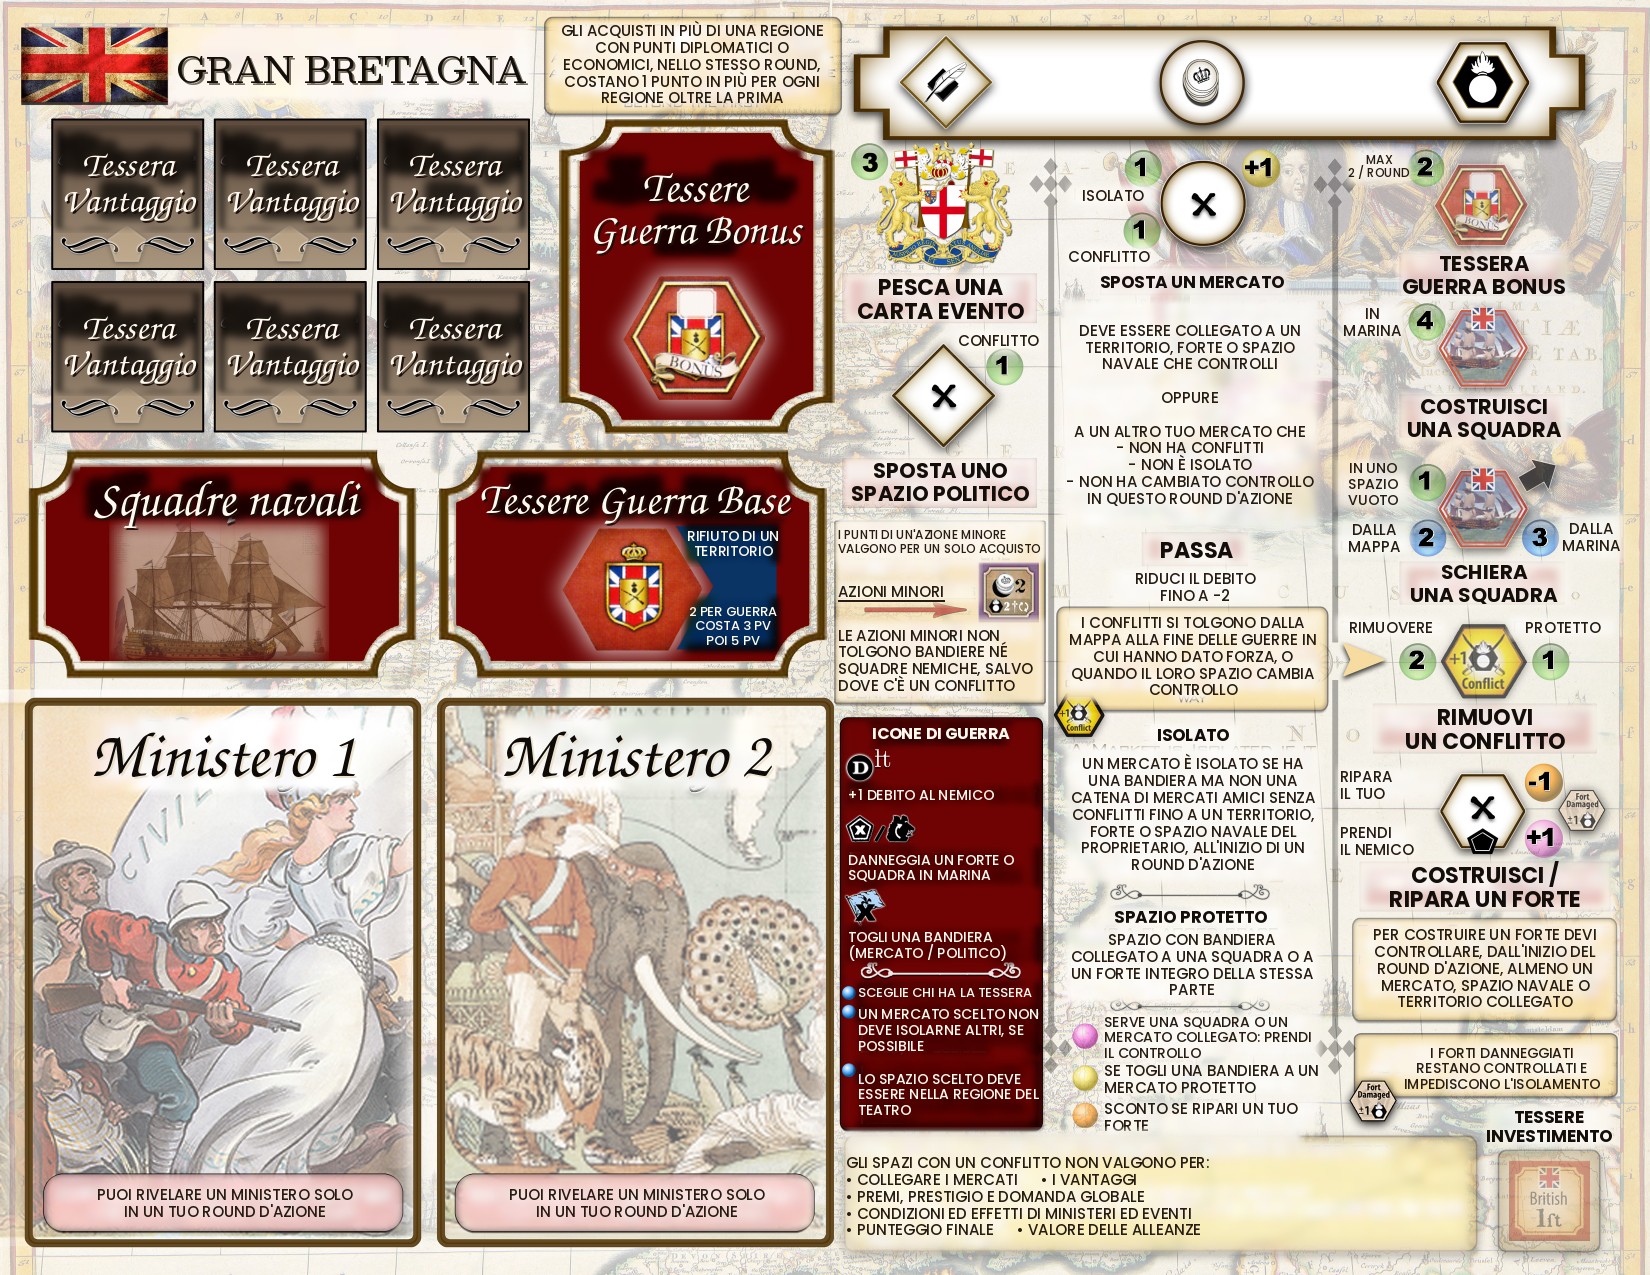 GRAN BRETAGNA
GLI ACQUISTI IN PIÙ DI UNA REGIONE
CON PUNTI DIPLOMATICI O
ECONOMICI, NELLO STESSO ROUND,
COSTANO 1 PUNTO IN PIÙ PER OGNI
REGIONE OLTRE LA PRIMA
Tessera
Vantaggio
Tessera
Vantaggio
Tessera
Vantaggio
Tessera
Vantaggio
Tessera
Vantaggio
Tessera
Vantaggio
Tessere
Guerra Bonus
BONUS
Squadre navali
Tessere Guerra Base
RIFIUTO DI UN
TERRITORIO
2 PER GUERRA
COSTA 3 PV
POI 5 PV
Ministero 1
PUOI RIVELARE UN MINISTERO SOLO
IN UN TUO ROUND D'AZIONE
Ministero 2
PUOI RIVELARE UN MINISTERO SOLO
IN UN TUO ROUND D'AZIONE
3
PESCA UNA
CARTA EVENTO
CONFLITTO
1
SPOSTA UNO
SPAZIO POLITICO
I PUNTI DI UN'AZIONE MINORE
VALGONO PER UN SOLO ACQUISTO
AZIONI MINORI
2
2
LE AZIONI MINORI NON
TOLGONO BANDIERE NÉ
SQUADRE NEMICHE, SALVO
DOVE C'È UN CONFLITTO
ICONE DI GUERRA
D
+1 DEBITO AL NEMICO
/
DANNEGGIA UN FORTE O
SQUADRA IN MARINA
TOGLI UNA BANDIERA
(MERCATO / POLITICO)
SCEGLIE CHI HA LA TESSERA
UN MERCATO SCELTO NON
DEVE ISOLARNE ALTRI, SE
POSSIBILE
LO SPAZIO SCELTO DEVE
ESSERE NELLA REGIONE DEL
TEATRO
1
+1
ISOLATO
1
CONFLITTO
SPOSTA UN MERCATO
DEVE ESSERE COLLEGATO A UN
TERRITORIO, FORTE O SPAZIO
NAVALE CHE CONTROLLI
OPPURE
A UN ALTRO TUO MERCATO CHE
- NON HA CONFLITTI
- NON È ISOLATO
- NON HA CAMBIATO CONTROLLO
IN QUESTO ROUND D'AZIONE
PASSA
RIDUCI IL DEBITO
FINO A -2
I CONFLITTI SI TOLGONO DALLA
MAPPA ALLA FINE DELLE GUERRE IN
CUI HANNO DATO FORZA, O
QUANDO IL LORO SPAZIO CAMBIA
CONTROLLO
+1
Conflict
ISOLATO
UN MERCATO È ISOLATO SE HA
UNA BANDIERA MA NON UNA
CATENA DI MERCATI AMICI SENZA
CONFLITTI FINO A UN TERRITORIO,
FORTE O SPAZIO NAVALE DEL
PROPRIETARIO, ALL'INIZIO DI UN
ROUND D'AZIONE
SPAZIO PROTETTO
SPAZIO CON BANDIERA
COLLEGATO A UNA SQUADRA O A
UN FORTE INTEGRO DELLA STESSA
PARTE
SERVE UNA SQUADRA O UN
MERCATO COLLEGATO: PRENDI
IL CONTROLLO
SE TOGLI UNA BANDIERA A UN
MERCATO PROTETTO
SCONTO SE RIPARI UN TUO
FORTE
MAX
2 / ROUND
2
BONUS
TESSERA
GUERRA BONUS
IN
MARINA
4
COSTRUISCI
UNA SQUADRA
IN UNO
SPAZIO
VUOTO
1
DALLA
MAPPA
2
3
DALLA
MARINA
SCHIERA
UNA SQUADRA
RIMUOVERE
PROTETTO
2
+1
Conflict
1
RIMUOVI
UN CONFLITTO
RIPARA
IL TUO
-1
Fort
Damaged
±1
PRENDI
IL NEMICO
+1
COSTRUISCI /
RIPARA UN FORTE
PER COSTRUIRE UN FORTE DEVI
CONTROLLARE, DALL'INIZIO DEL
ROUND D'AZIONE, ALMENO UN
MERCATO, SPAZIO NAVALE O
TERRITORIO COLLEGATO
I FORTI DANNEGGIATI
RESTANO CONTROLLATI E
IMPEDISCONO L'ISOLAMENTO
Fort
Damaged
±1
TESSERE
INVESTIMENTO
British
1ſt
GLI SPAZI CON UN CONFLITTO NON VALGONO PER:
• COLLEGARE I MERCATI • I VANTAGGI
• PREMI, PRESTIGIO E DOMANDA GLOBALE
• CONDIZIONI ED EFFETTI DI MINISTERI ED EVENTI
• PUNTEGGIO FINALE • VALORE DELLE ALLEANZE